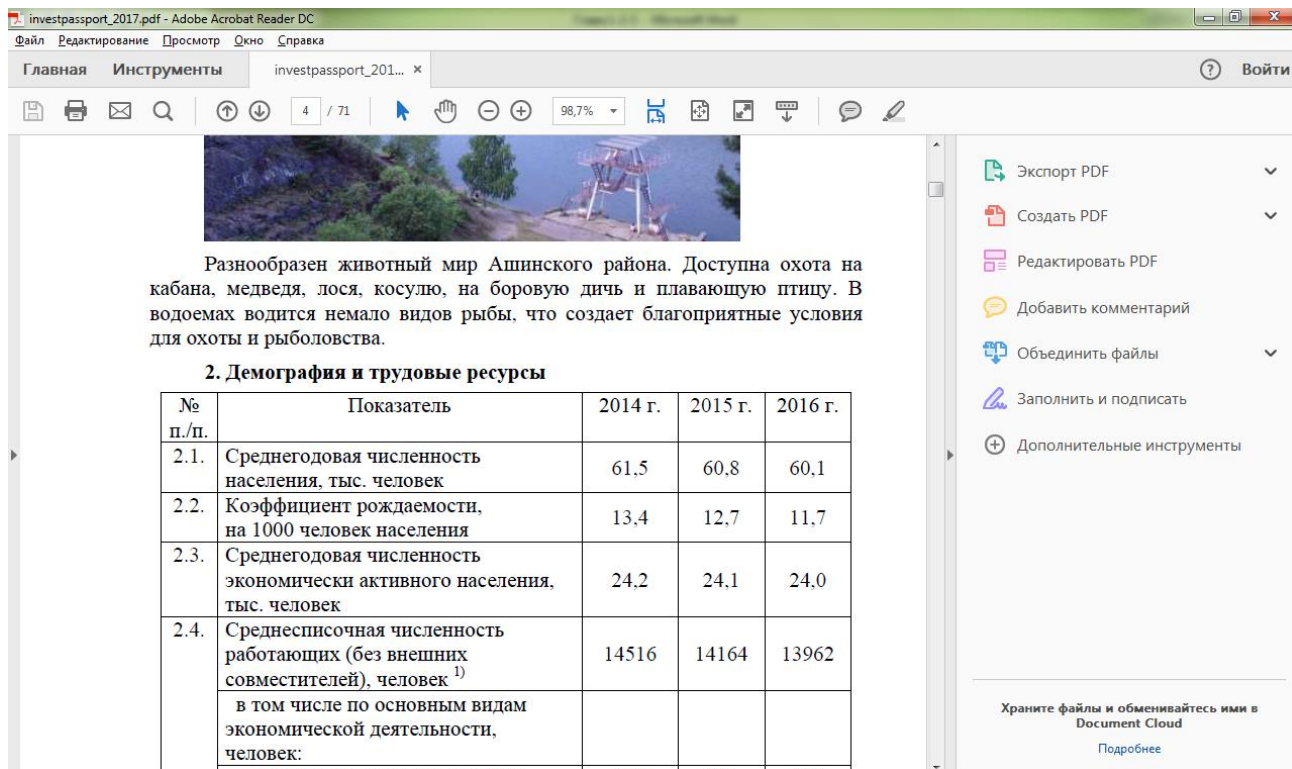 investpassport_2017.pdf - Adobe Acrobat Reader DC
Файл Редактирование Просмотр Окно Справка
Главная Инструменты investpassport_201... × ? Войти
4 / 71 98,7%
Разнообразен животный мир Ашинского района. Доступна охота на
кабана, медведя, лося, косулю, на боровую дичь и плавающую птицу. В
водоемах водится немало видов рыбы, что создает благоприятные условия
для охоты и рыболовства.
2. Демография и трудовые ресурсы
№ Показатель 2014 г. 2015 г. 2016 г.
п./п.
2.1. Среднегодовая численность
населения, тыс. человек 61,5 60,8 60,1
2.2. Коэффициент рождаемости,
на 1000 человек населения 13,4 12,7 11,7
2.3. Среднегодовая численность
экономически активного населения, 24,2 24,1 24,0
тыс. человек
2.4. Среднесписочная численность
работающих (без внешних 14516 14164 13962
совместителей), человек 1)
в том числе по основным видам
экономической деятельности,
человек:
Экспорт PDF
Создать PDF
Редактировать PDF
Добавить комментарий
Объединить файлы
Заполнить и подписать
Дополнительные инструменты
Храните файлы и обменивайтесь ими в
Document Cloud
Подробнее